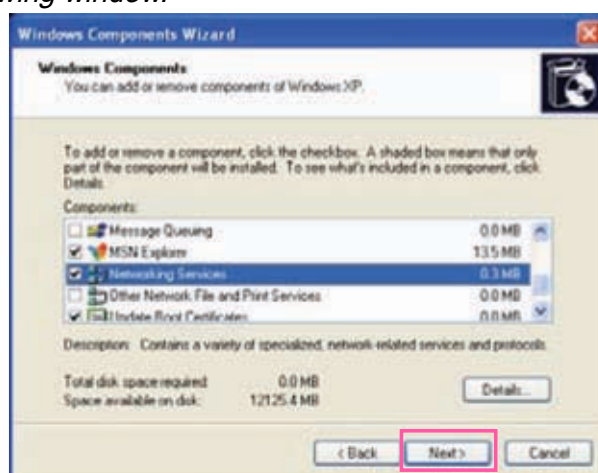 wing window
Windows Components Wizard
Windows Components
You can add or remove components of Windows XP.
To add or remove a component, click the checkbox. A shaded box means that only
part of the component will be installed. To see what's included in a component, click
Details.
Components:
Message Queuing 0.0 MB
MSN Explorer 13.5 MB
Networking Services 0.3 MB
Other Network File and Print Services 0.0 MB
Update Root Certificates 0.0 MB
Description: Contains a variety of specialized, network-related services and protocols.
Total disk space required: 0.0 MB
Space available on disk: 12125.4 MB
Details...
< Back
Next >
Cancel